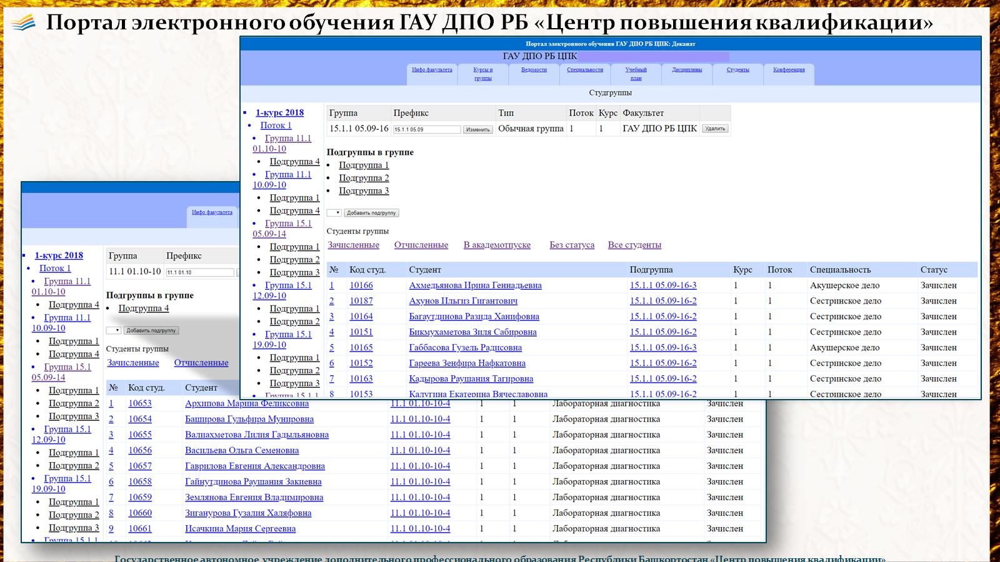 Портал электронного обучения ГАУ ДПО РБ «Центр повышения квалификации»
Портал электронного обучения ГАУ ДПО РБ ЦПК: Деканат
ГАУ ДПО РБ ЦПК
Инфо факультета Курсы и группы Ведомости Специальности Учебный план Дисциплины Студенты Конференция
Студгруппы
1-курс 2018
Поток 1
Группа 11.1
01.10-10
Подгруппа 4
Группа 11.1
10.09-10
Подгруппа 1
Подгруппа 4
Группа 15.1
05.09-14
Подгруппа 1
Подгруппа 2
Подгруппа 3
Группа 15.1
12.09-10
Подгруппа 1
Подгруппа 2
Группа 15.1
19.09-10
Подгруппа 1
Подгруппа 2
Подгруппа 3
Группа 15.1.1
Группа Префикс Тип Поток Курс Факультет
15.1.1 05.09-16 15.1.1 05.09 Изменить Обычная группа 1 1 ГАУ ДПО РБ ЦПК Удалить
Подгруппы в группе
Подгруппа 1
Подгруппа 2
Подгруппа 3
Добавить подгруппу
Студенты группы
Зачисленные Отчисленные В академотпуске Без статуса Все студенты
№ Код студ. Студент Подгруппа Курс Поток Специальность Статус
1 10166 Ахмедьянова Ирина Геннадьевна 15.1.1 05.09-16-3 1 1 Акушерское дело Зачислен
2 10187 Ахунов Ильгиз Гигантович 15.1.1 05.09-16-2 1 1 Сестринское дело Зачислен
3 10164 Багаутдинова Разида Ханифовна 15.1.1 05.09-16-2 1 1 Сестринское дело Зачислен
4 10151 Бикмухаметова Зиля Сабировна 15.1.1 05.09-16-2 1 1 Сестринское дело Зачислен
5 10165 Габбасова Гузель Радисовна 15.1.1 05.09-16-3 1 1 Акушерское дело Зачислен
6 10152 Гареева Зенфира Нафкатовна 15.1.1 05.09-16-2 1 1 Сестринское дело Зачислен
7 10163 Кадырова Раушания Тагировна 15.1.1 05.09-16-2 1 1 Сестринское дело Зачислен
8 10153 Калугина Екатерина Вячеславовна 15.1.1 05.09-16-2 1 1 Сестринское дело Зачислен
Инфо факультета
1-курс 2018
Поток 1
Группа 11.1
01.10-10
Подгруппа 4
Группа 11.1
10.09-10
Подгруппа 1
Подгруппа 4
Группа 15.1
05.09-14
Подгруппа 1
Подгруппа 2
Подгруппа 3
Группа 15.1
12.09-10
Подгруппа 1
Подгруппа 2
Группа 15.1
19.09-10
Подгруппа 1
Подгруппа 2
Подгруппа 3
Группа 15.1.1
Группа Префикс
11.1 01.10-10 11.1 01.10
Подгруппы в группе
Подгруппа 4
Добавить подгруппу
Студенты группы
Зачисленные Отчисленные
№ Код студ. Студент
1 10653 Архипова Марина Феликсовна 11.1 01.10-10-4 1 1 Лабораторная диагностика Зачислен
2 10654 Баширова Гульфира Мунировна 11.1 01.10-10-4 1 1 Лабораторная диагностика Зачислен
3 10655 Валиахметова Лилия Гадыльяновна 11.1 01.10-10-4 1 1 Лабораторная диагностика Зачислен
4 10656 Васильева Ольга Семеновна 11.1 01.10-10-4 1 1 Лабораторная диагностика Зачислен
5 10657 Гаврилова Евгения Александровна 11.1 01.10-10-4 1 1 Лабораторная диагностика Зачислен
6 10658 Гайнутдинова Раушания Закиевна 11.1 01.10-10-4 1 1 Лабораторная диагностика Зачислен
7 10659 Землянова Евгения Владимировна 11.1 01.10-10-4 1 1 Лабораторная диагностика Зачислен
8 10660 Зиганурова Гузалия Халяфовна 11.1 01.10-10-4 1 1 Лабораторная диагностика Зачислен
9 10661 Исачкина Мария Сергеевна 11.1 01.10-10-4 1 1 Лабораторная диагностика Зачислен
Государственное автономное учреждение дополнительного профессионального образования Республики Башкортостан «Центр повышения квалификации»